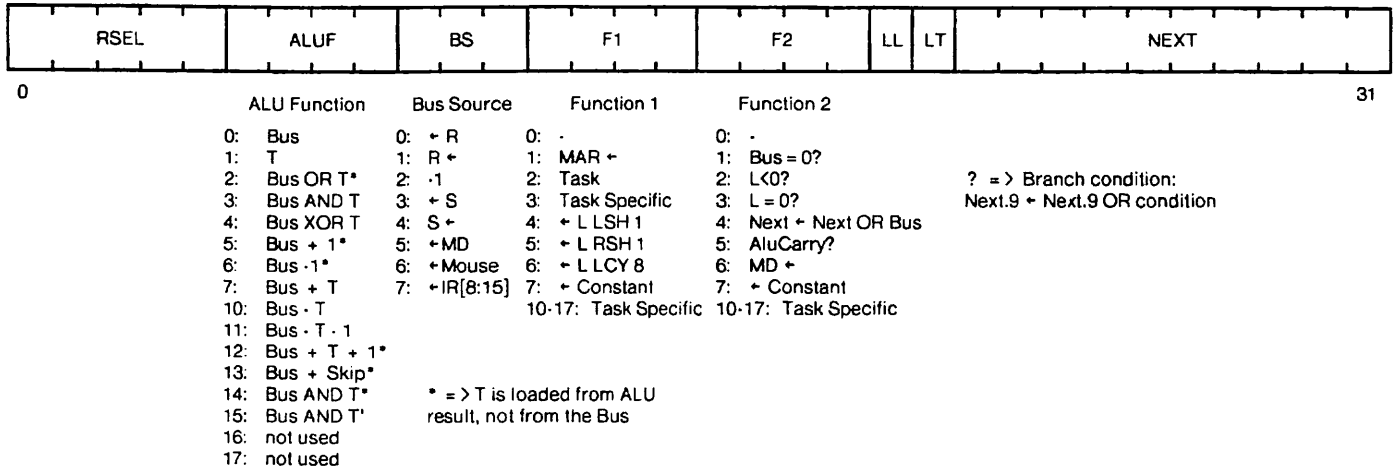 RSEL ALUF BS F1 F2 LL LT NEXT
0 31
ALU Function Bus Source Function 1 Function 2
0: Bus 0: ← R 0: - 0: -
1: T 1: R ← 1: MAR ← 1: Bus = 0?
2: Bus OR T* 2: -1 2: Task 2: L<0? ? = > Branch condition:
3: Bus AND T 3: ← S 3: Task Specific 3: L = 0? Next.9 ← Next.9 OR condition
4: Bus XOR T 4: S ← 4: ← L LSH 1 4: Next ← Next OR Bus
5: Bus + 1* 5: ←MD 5: ← L RSH 1 5: AluCarry?
6: Bus -1* 6: ←Mouse 6: ← L LCY 8 6: MD ←
7: Bus + T 7: ←IR[8:15] 7: ← Constant 7: ← Constant
10: Bus - T 10-17: Task Specific 10-17: Task Specific
11: Bus - T - 1
12: Bus + T + 1*
13: Bus + Skip*
14: Bus AND T* * = > T is loaded from ALU
15: Bus AND T' result, not from the Bus
16: not used
17: not used